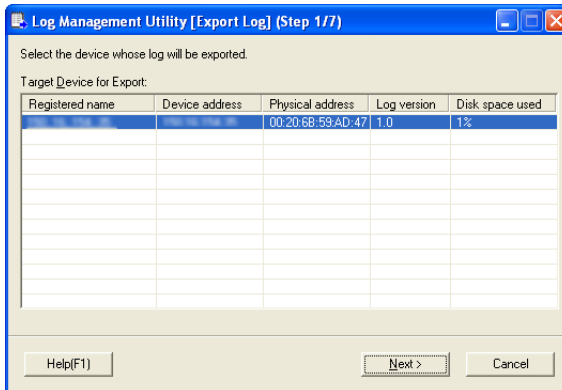 Log Management Utility [Export Log] (Step 1/7)
Select the device whose log will be exported.
Target Device for Export:
Registered name Device address Physical address Log version Disk space used
00:20:6B:59:AD:47 1.0 1%
Help(F1) Next > Cancel